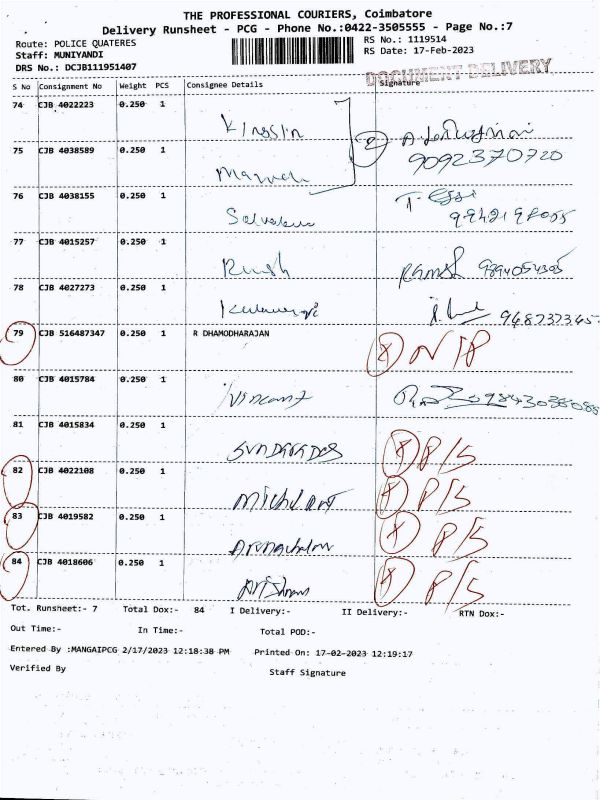 THE PROFESSIONAL COURIERS, Coimbatore
Delivery Runsheet - PCG - Phone No.:0422-3505555 - Page No.:7
Route: POLICE QUATERES RS No.: 1119514
Staff: MUNIYANDI RS Date: 17-Feb-2023
DRS No.: DCJB111951407
DOCUMENT DELIVERY
S No Consignment No Weight PCS Consignee Details Signature
74 CJB 4022223 0.250 1
75 CJB 4038589 0.250 1
9092370720
76 CJB 4038155 0.250 1
77 CJB 4015257 0.250 1
Ramesh
78 CJB 4027273 0.250 1
79 CJB 516487347 0.250 1 R DHAMODHARAJAN
80 CJB 4015784 0.250 1
Vincent
81 CJB 4015834 0.250 1
P/S
82 CJB 4022108 0.250 1
P/S
83 CJB 4019582 0.250 1
P/S
84 CJB 4018606 0.250 1
P/S
Tot. Runsheet:- 7 Total Dox:- 84 I Delivery:- II Delivery:- RTN Dox:-
Out Time:- In Time:- Total POD:-
Entered By :MANGAIPCG 2/17/2023 12:18:38 PM Printed On: 17-02-2023 12:19:17
Verified By Staff Signature